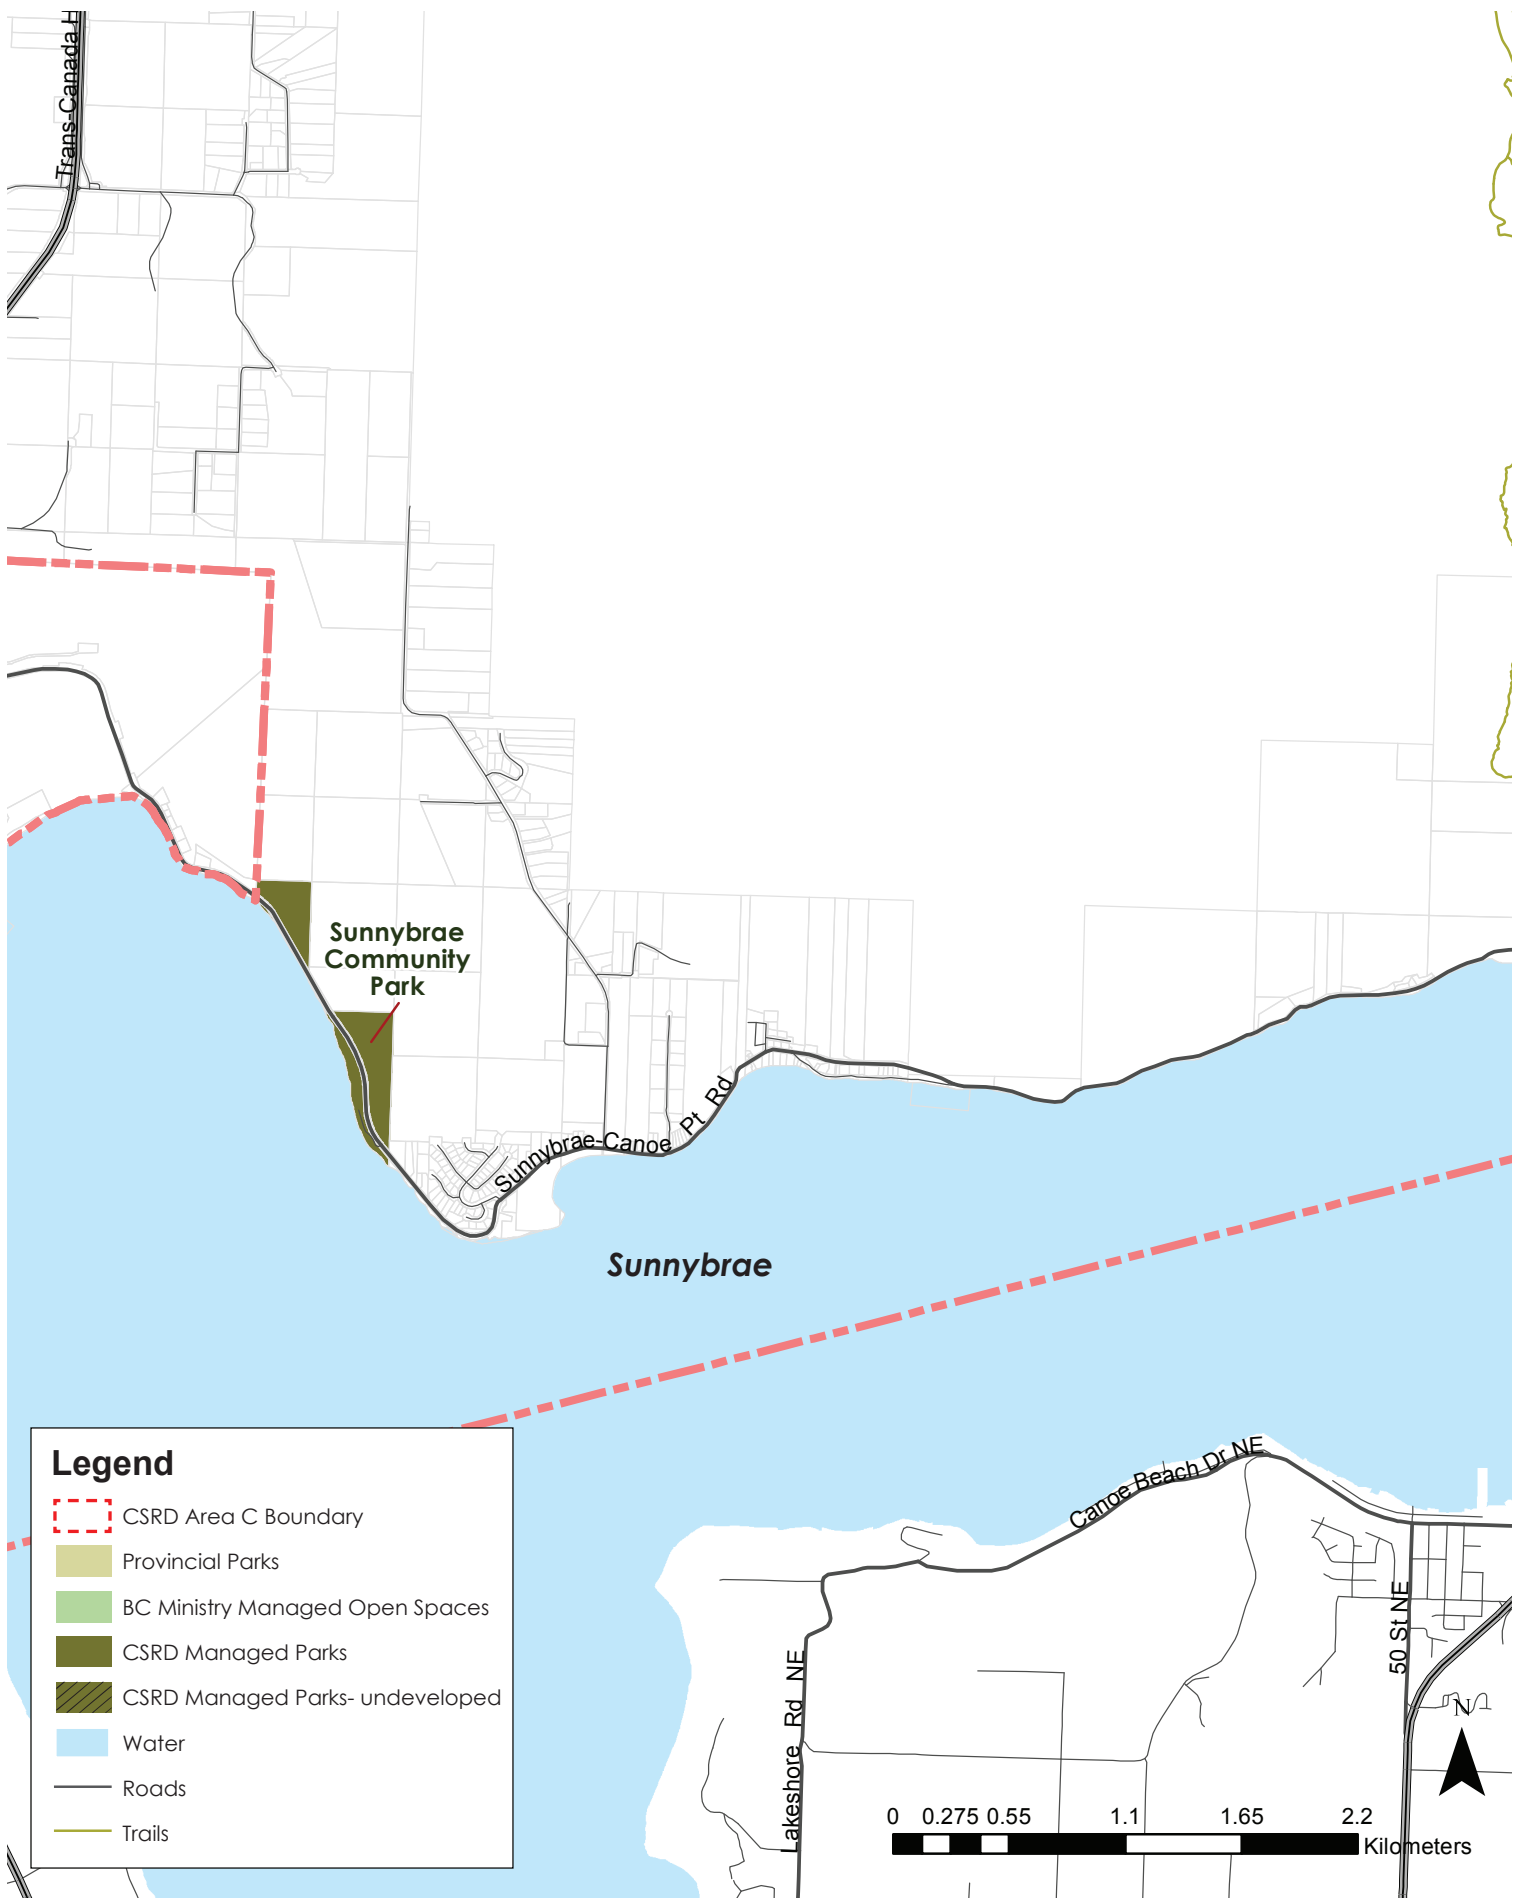 Trans-Canada H
Sunnybrae
Community
Park
Sunnybrae-Canoe Pt Rd
Sunnybrae
Canoe Beach Dr NE
Lakeshore Rd NE
50 St NE
N
Legend
CSRD Area C Boundary
Provincial Parks
BC Ministry Managed Open Spaces
CSRD Managed Parks
CSRD Managed Parks- undeveloped
Water
Roads
Trails
0 0.275 0.55 1.1 1.65 2.2
Kilometers